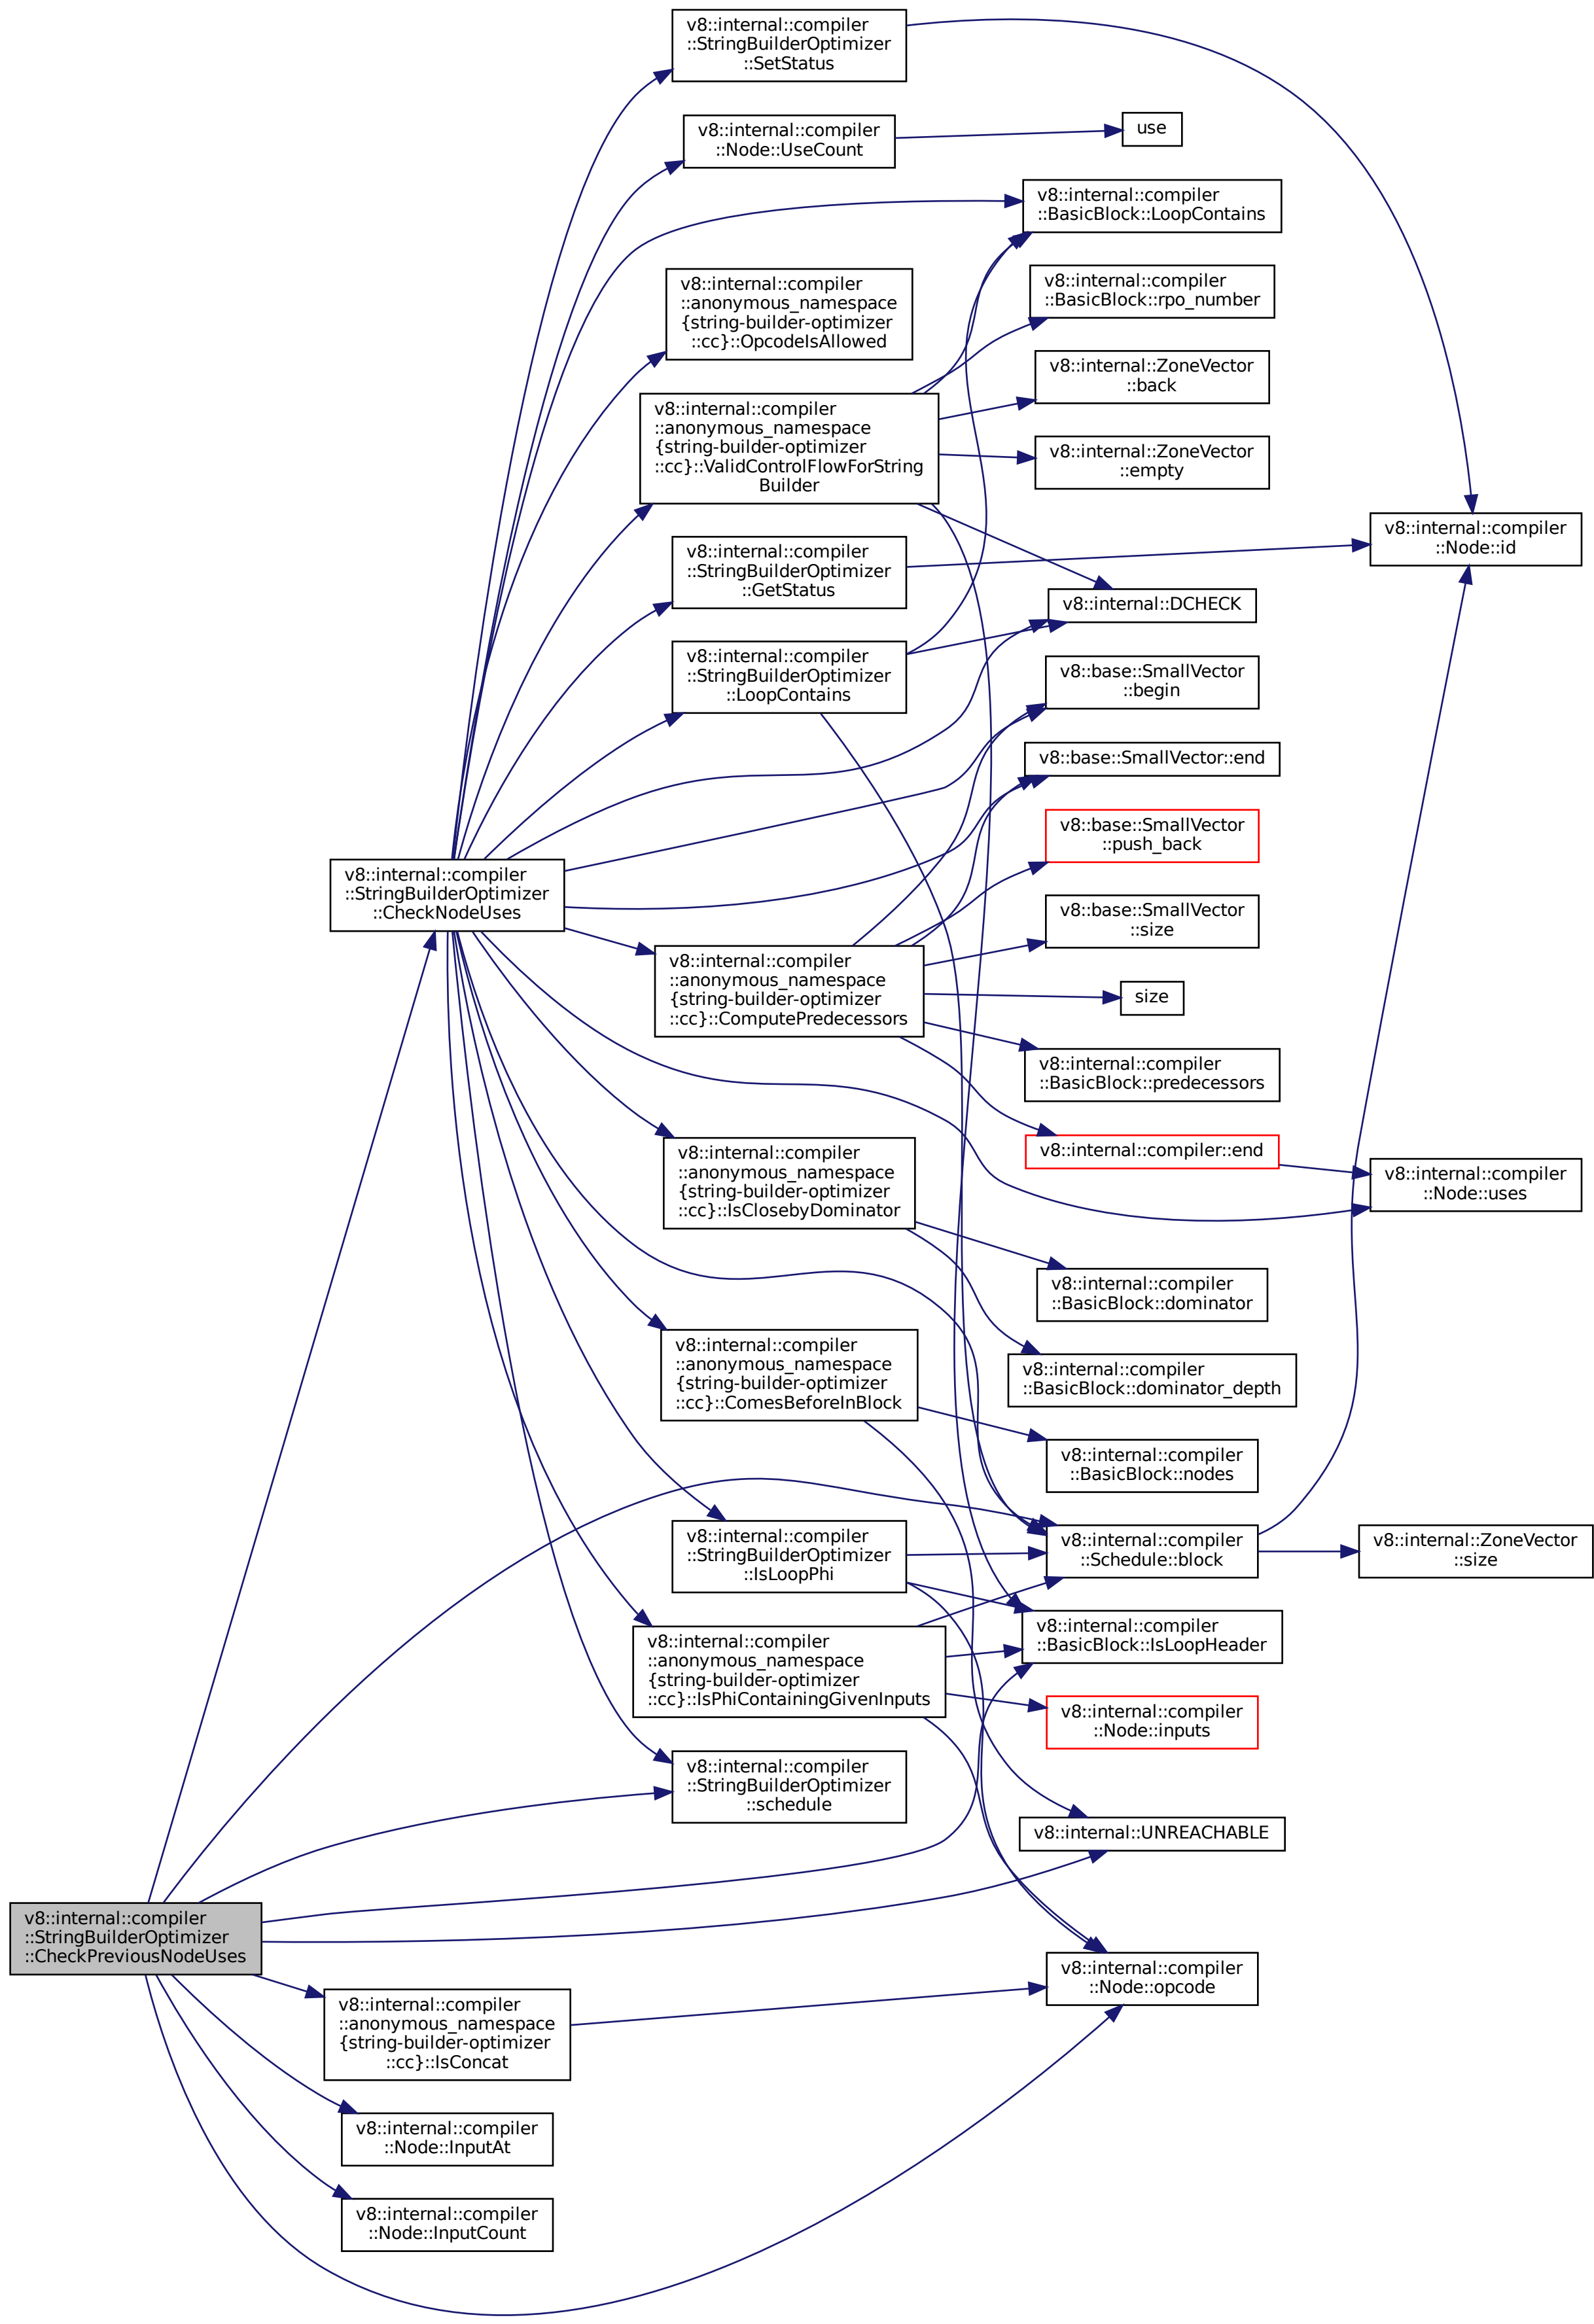 v8::internal::compiler
::StringBuilderOptimizer
::SetStatus
v8::internal::compiler
::Node::UseCount
use
v8::internal::compiler
::BasicBlock::LoopContains
v8::internal::compiler
::anonymous_namespace
{string-builder-optimizer
::cc}::OpcodeIsAllowed
v8::internal::compiler
::BasicBlock::rpo_number
v8::internal::ZoneVector
::back
v8::internal::compiler
::anonymous_namespace
{string-builder-optimizer
::cc}::ValidControlFlowForString
Builder
v8::internal::ZoneVector
::empty
v8::internal::compiler
::Node::id
v8::internal::compiler
::StringBuilderOptimizer
::GetStatus
v8::internal::DCHECK
v8::internal::compiler
::StringBuilderOptimizer
::LoopContains
v8::base::SmallVector
::begin
v8::base::SmallVector::end
v8::base::SmallVector
::push_back
v8::internal::compiler
::StringBuilderOptimizer
::CheckNodeUses
v8::base::SmallVector
::size
v8::internal::compiler
::anonymous_namespace
{string-builder-optimizer
::cc}::ComputePredecessors
size
v8::internal::compiler
::BasicBlock::predecessors
v8::internal::compiler::end
v8::internal::compiler
::Node::uses
v8::internal::compiler
::anonymous_namespace
{string-builder-optimizer
::cc}::IsClosebyDominator
v8::internal::compiler
::BasicBlock::dominator
v8::internal::compiler
::BasicBlock::dominator_depth
v8::internal::compiler
::anonymous_namespace
{string-builder-optimizer
::cc}::ComesBeforeInBlock
v8::internal::compiler
::BasicBlock::nodes
v8::internal::compiler
::StringBuilderOptimizer
::IsLoopPhi
v8::internal::compiler
::Schedule::block
v8::internal::ZoneVector
::size
v8::internal::compiler
::BasicBlock::IsLoopHeader
v8::internal::compiler
::anonymous_namespace
{string-builder-optimizer
::cc}::IsPhiContainingGivenInputs
v8::internal::compiler
::Node::inputs
v8::internal::compiler
::StringBuilderOptimizer
::schedule
v8::internal::UNREACHABLE
v8::internal::compiler
::StringBuilderOptimizer
::CheckPreviousNodeUses
v8::internal::compiler
::Node::opcode
v8::internal::compiler
::anonymous_namespace
{string-builder-optimizer
::cc}::IsConcat
v8::internal::compiler
::Node::InputAt
v8::internal::compiler
::Node::InputCount